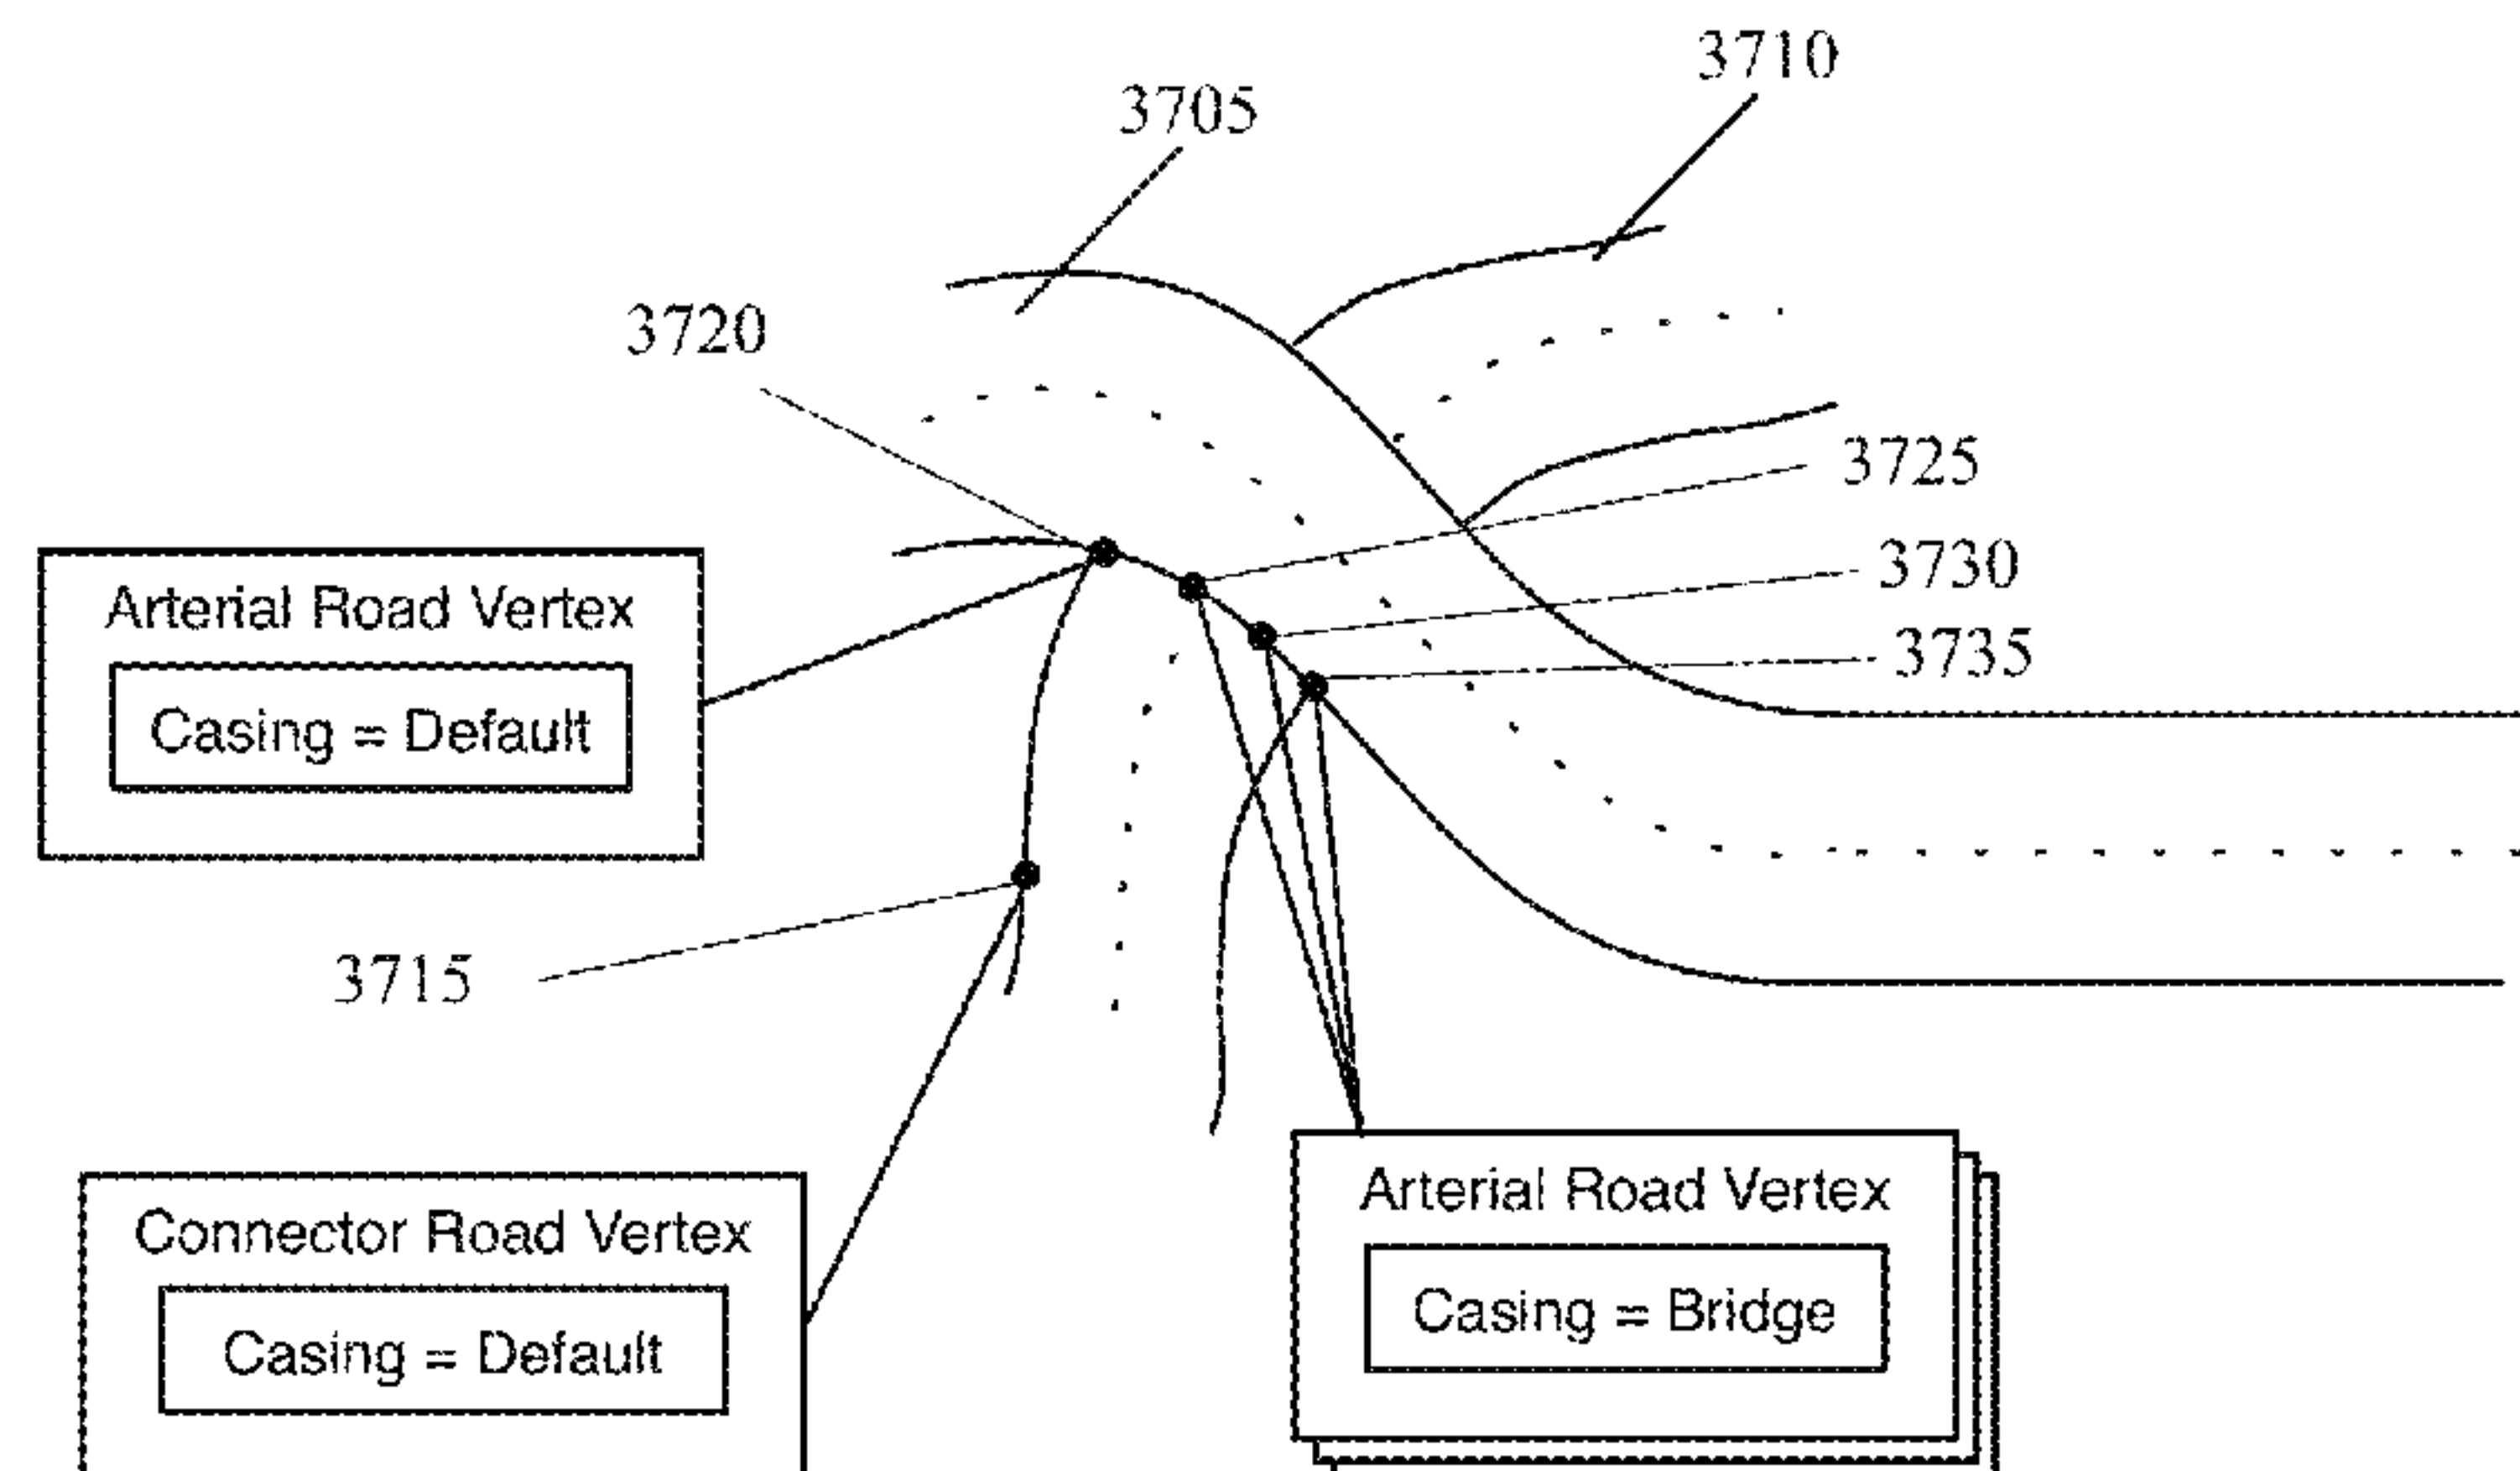 3710
3705
3720
3725
3730
3735
Arterial Road Vertex
Casing = Default
3715
Connector Road Vertex
Casing = Default
Arterial Road Vertex
Casing = Bridge